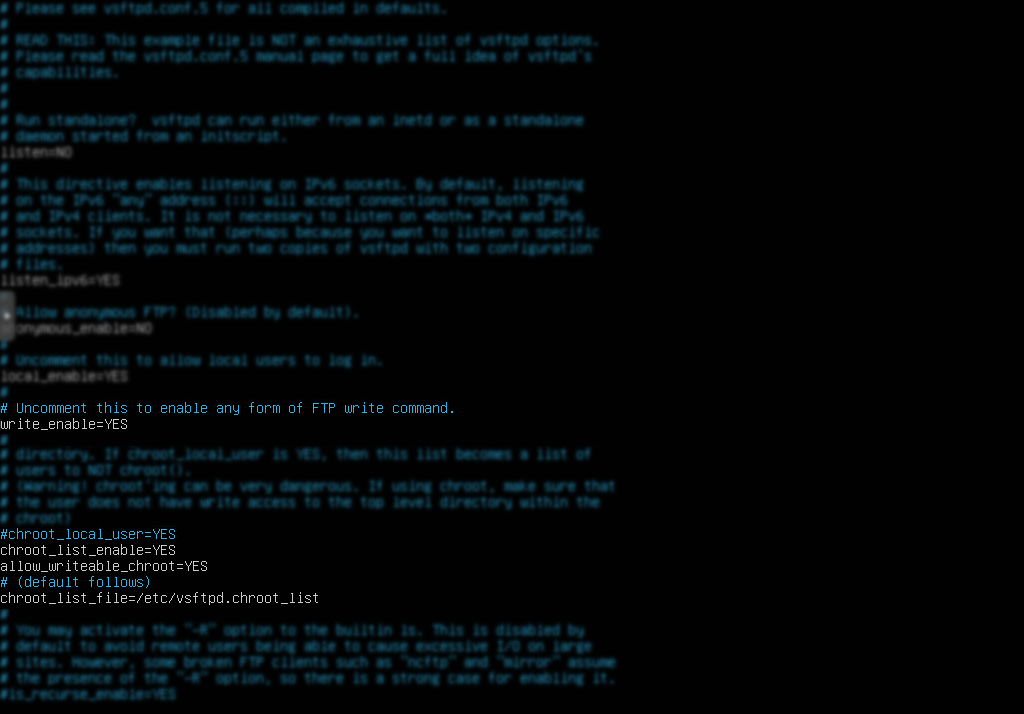 # Please see vsftpd.conf.5 for all compiled in defaults.
#
# READ THIS: This example file is NOT an exhaustive list of vsftpd options.
# Please read the vsftpd.conf.5 manual page to get a full idea of vsftpd's
# capabilities.
#
#
# Run standalone?  vsftpd can run either from an inetd or as a standalone
# daemon started from an initscript.
listen=NO
#
# This directive enables listening on IPv6 sockets. By default, listening
# on the IPv6 "any" address (::) will accept connections from both IPv6
# and IPv4 clients. It is not necessary to listen on *both* IPv4 and IPv6
# sockets. If you want that (perhaps because you want to listen on specific
# addresses) then you must run two copies of vsftpd with two configuration
# files.
listen_ipv6=YES
Allow anonymous FTP? (Disabled by default).
onymous_enable=NO
#
# Uncomment this to allow local users to log in.
local_enable=YES
#
# Uncomment this to enable any form of FTP write command.
write_enable=YES
#
# directory. If chroot_local_user is YES, then this list becomes a list of
# users to NOT chroot().
# (Warning! chroot'ing can be very dangerous. If using chroot, make sure that
# the user does not have write access to the top level directory within the
# chroot)
#chroot_local_user=YES
chroot_list_enable=YES
allow_writeable_chroot=YES
# (default follows)
chroot_list_file=/etc/vsftpd.chroot_list
#
# You may activate the "-R" option to the builtin ls. This is disabled by
# default to avoid remote users being able to cause excessive I/O on large
# sites. However, some broken FTP clients such as "ncftp" and "mirror" assume
# the presence of the "-R" option, so there is a strong case for enabling it.
#ls_recurse_enable=YES